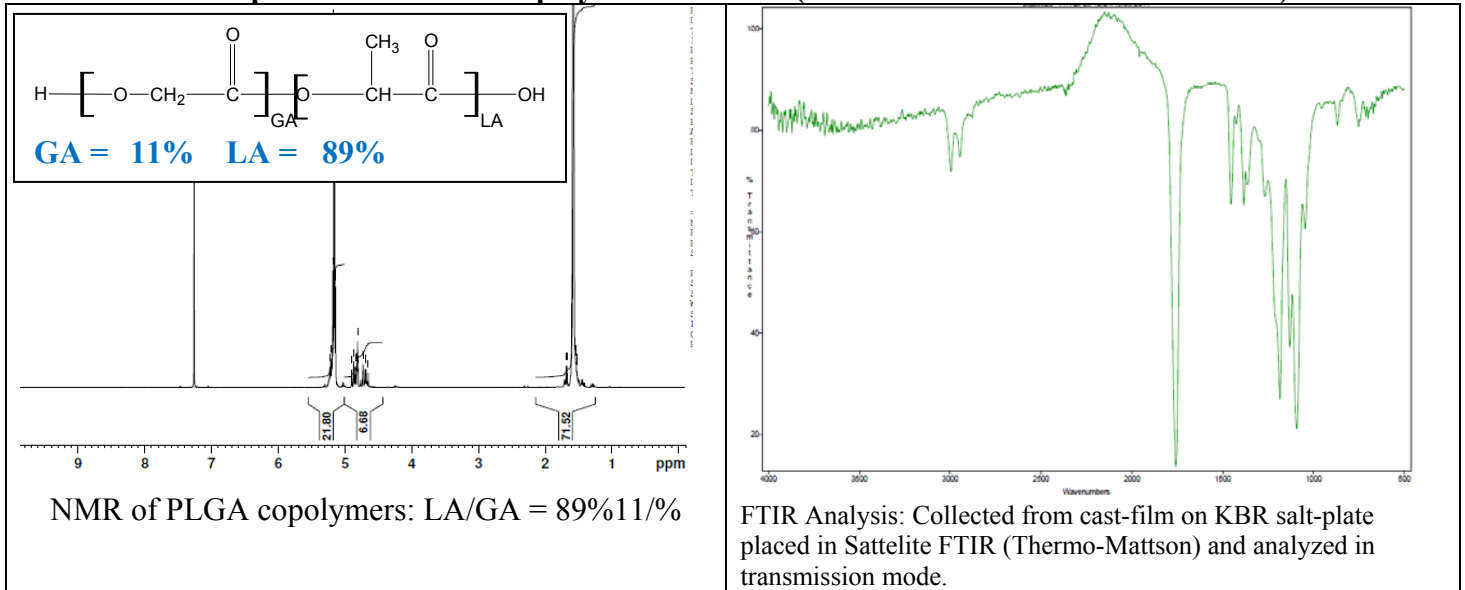 O
CH3
O
H
O
CH2
C
GA
O
CH
C
LA
OH
GA = 11% LA = 89%
21.80
6.68
71.52
9 8 7 6 5 4 3 2 1 ppm
NMR of PLGA copolymers: LA/GA = 89%11/%
100
80
60
40
20
% Transmittance
4000 3500 3000 2500 2000 1500 1000 500
Wavenumbers
FTIR Analysis: Collected from cast-film on KBR salt-plate
placed in Sattelite FTIR (Thermo-Mattson) and analyzed in
transmission mode.